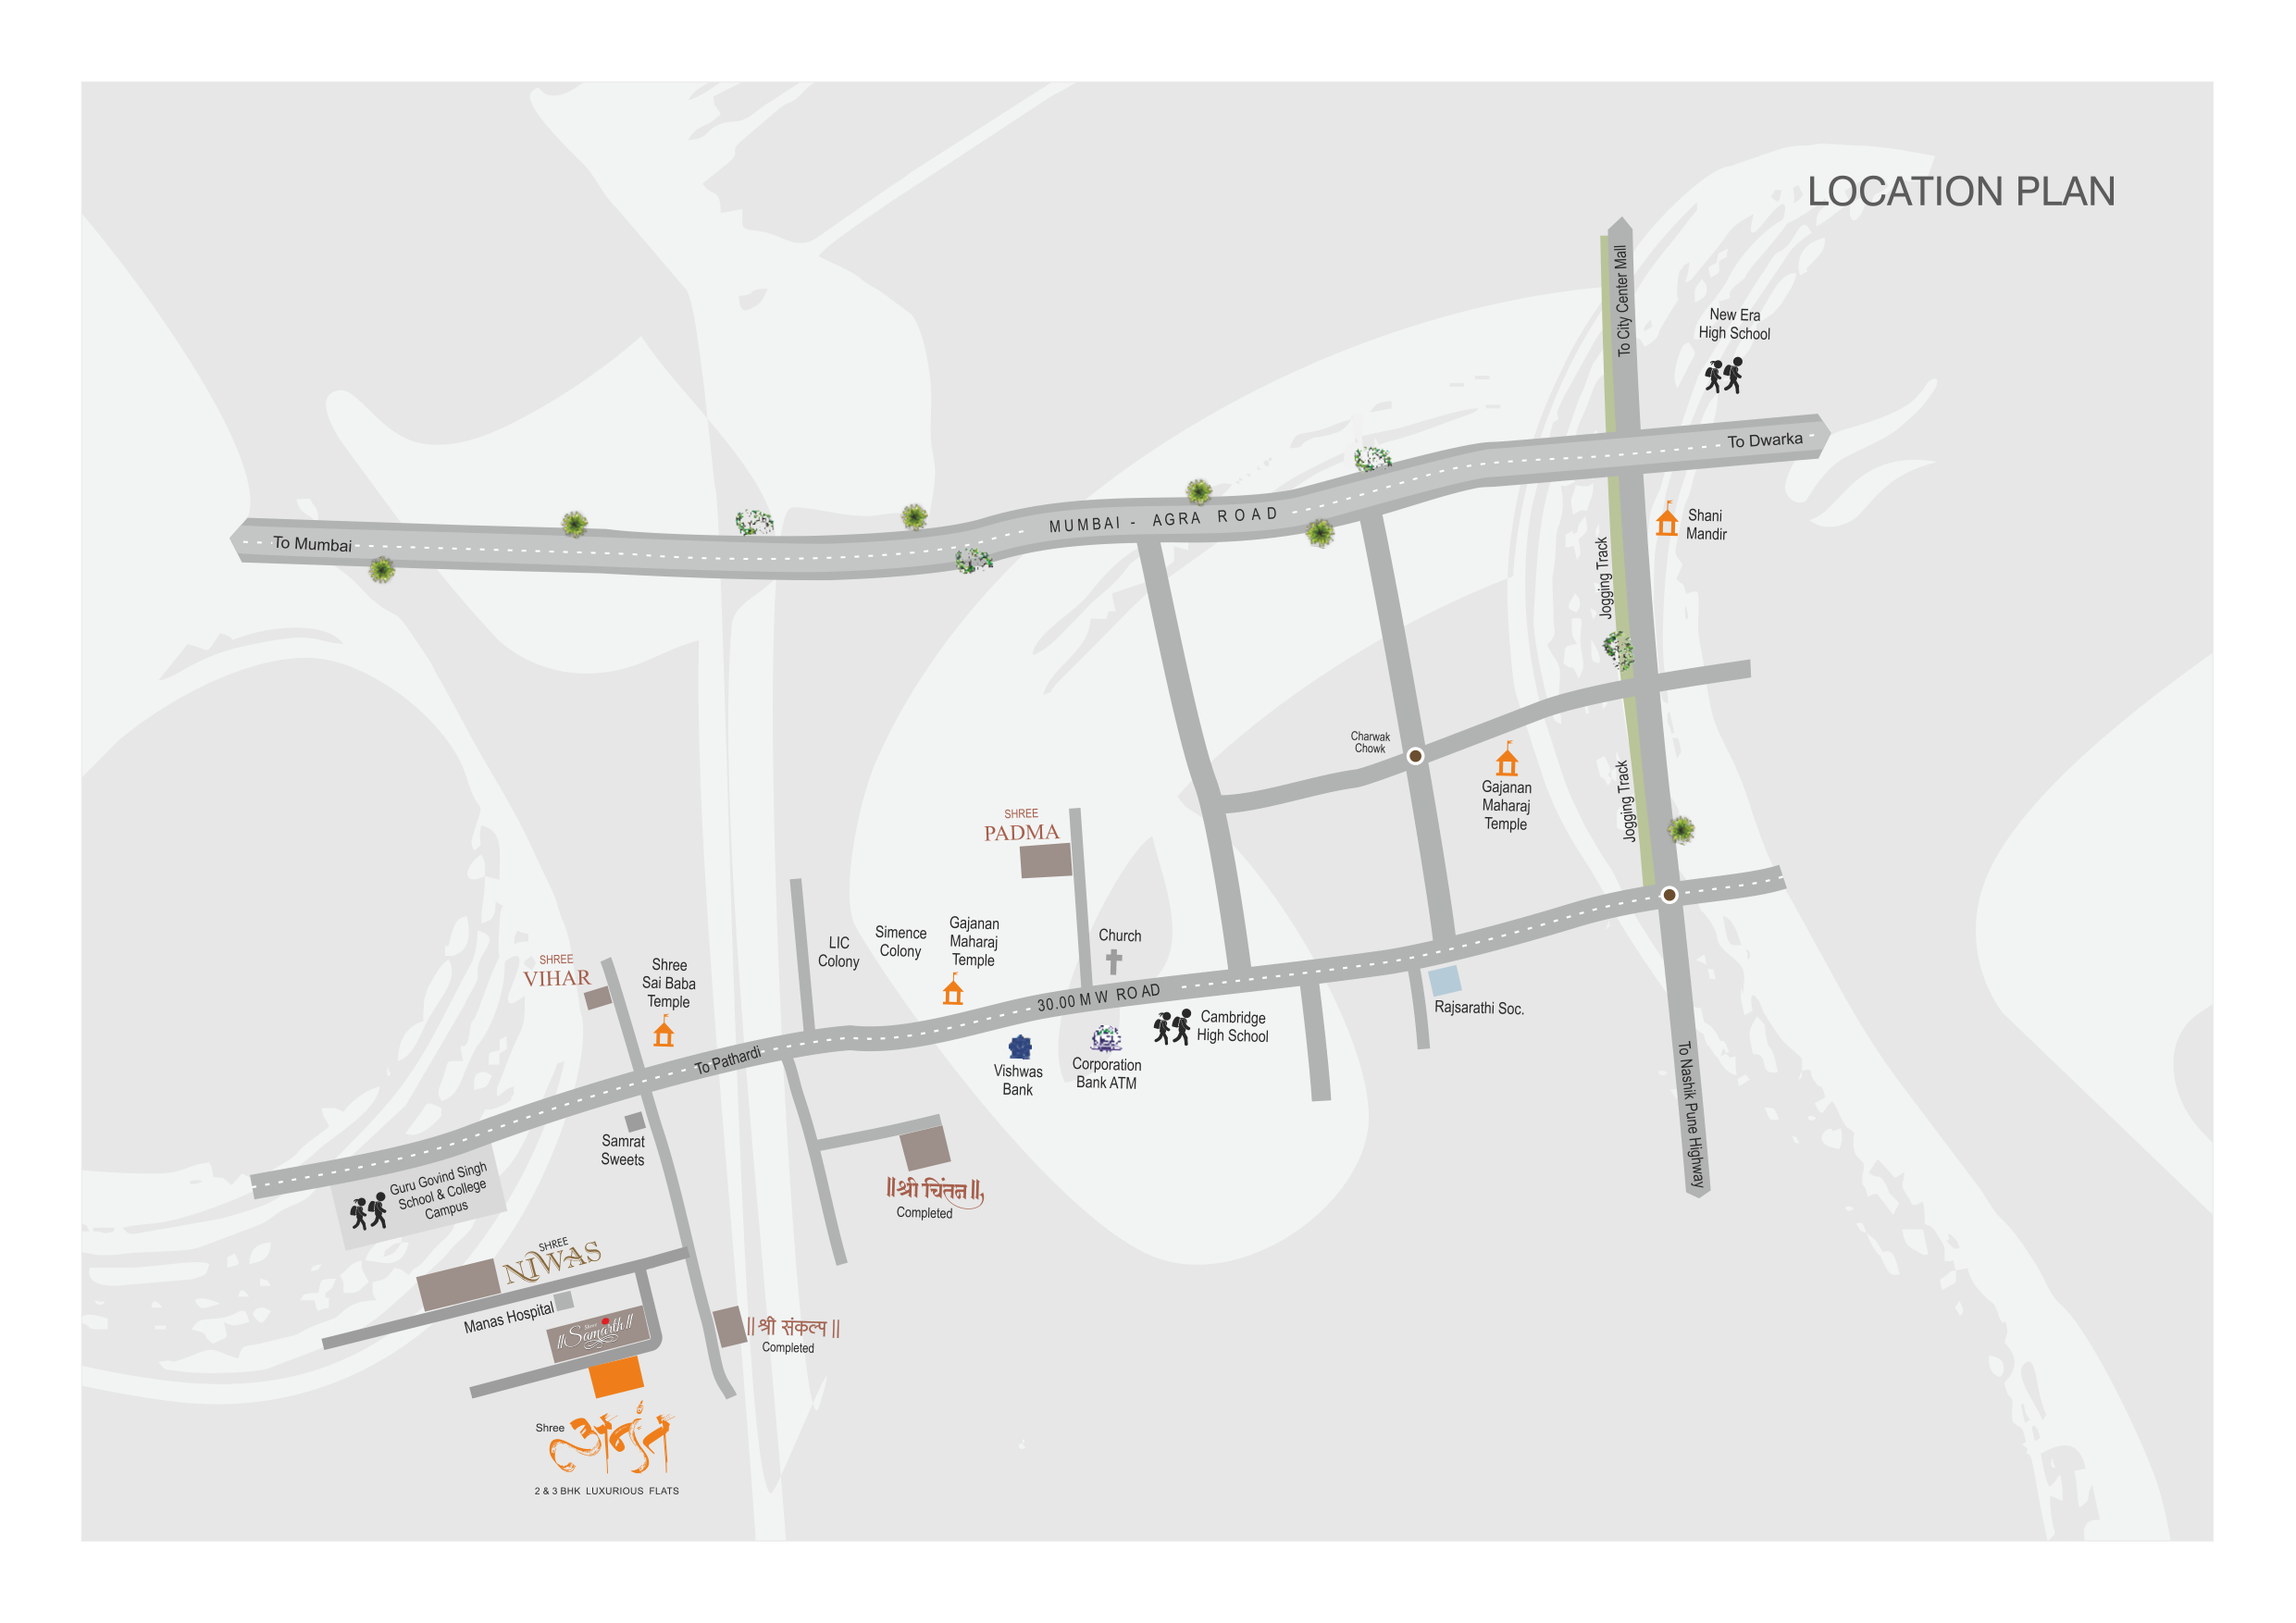 LOCATION PLAN
To City Center Mall
New Era
High School
To Dwarka
MUMBAI - AGRA ROAD
To Mumbai
Shani
Mandir
Jogging Track
Charwak
Chowk
Gajanan
Maharaj
Temple
Jogging Track
SHREE
PADMA
Church
Gajanan
Maharaj
Temple
Simence
Colony
LIC
Colony
Shree
Sai Baba
Temple
SHREE
VIHAR
30.00 M W ROAD
To Pathardi
Rajsarathi Soc.
Cambridge
High School
Corporation
Bank ATM
Vishwas
Bank
To Nashik Pune Highway
Samrat
Sweets
Guru Govind Singh
School & College
Campus
॥श्री चिंतन॥
Completed
SHREE
NIWAS
Manas Hospital
Shree
॥Samarth॥
॥ श्री संकल्प ॥
Completed
Shree
अनंत
2 & 3 BHK LUXURIOUS FLATS